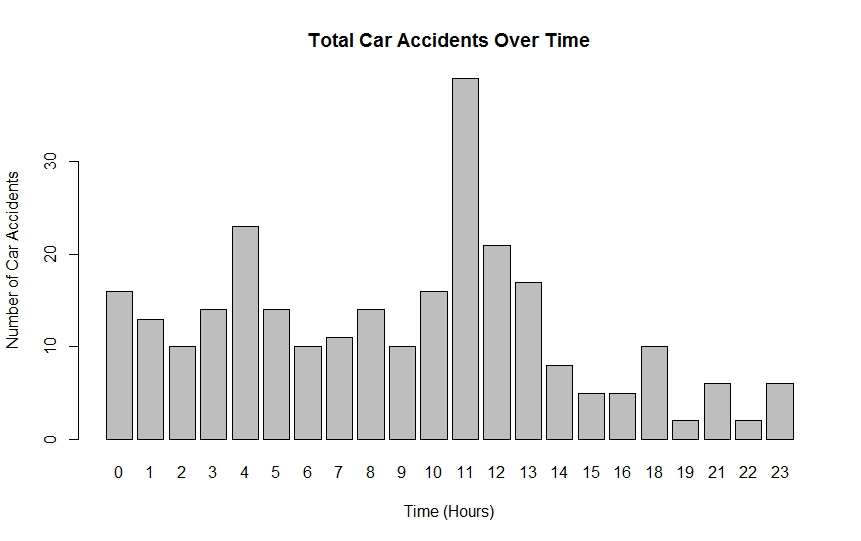 Total Car Accidents Over Time
Number of Car Accidents
30
20
10
0
0 1 2 3 4 5 6 7 8 9 10 11 12 13 14 15 16 18 19 21 22 23
Time (Hours)